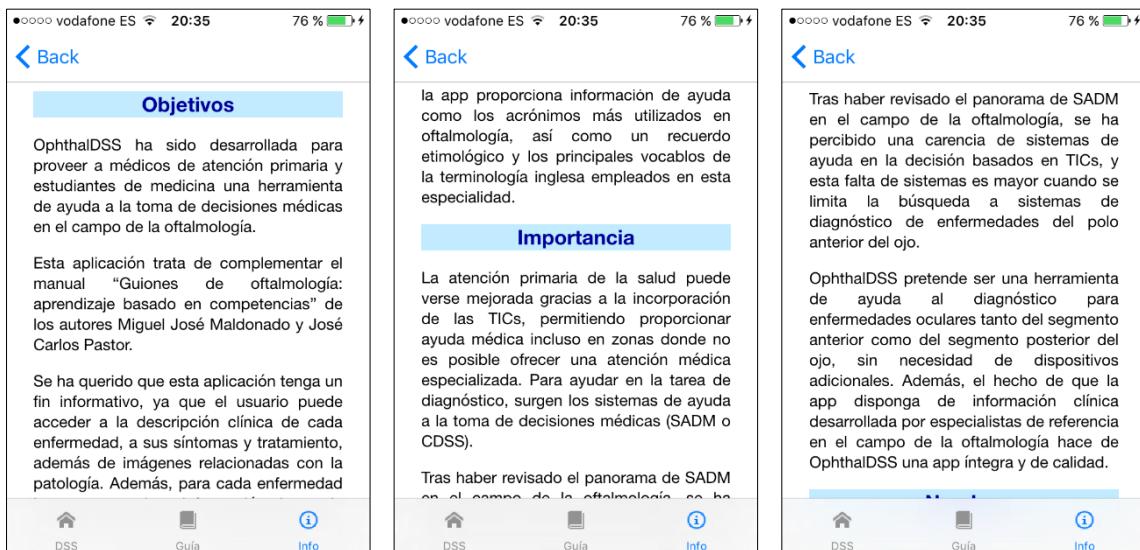 vodafone ES 20:35 76 %
Back
Objetivos
OphthalDSS ha sido desarrollada para
proveer a médicos de atención primaria y
estudiantes de medicina una herramienta
de ayuda a la toma de decisiones médicas
en el campo de la oftalmología.
Esta aplicación trata de complementar el
manual “Guiones de oftalmología:
aprendizaje basado en competencias” de
los autores Miguel José Maldonado y José
Carlos Pastor.
Se ha querido que esta aplicación tenga un
fin informativo, ya que el usuario puede
acceder a la descripción clínica de cada
enfermedad, a sus síntomas y tratamiento,
además de imágenes relacionadas con la
patología. Además, para cada enfermedad
DSS Guía Info
vodafone ES 20:35 76 %
Back
la app proporciona información de ayuda
como los acrónimos más utilizados en
oftalmología, así como un recuerdo
etimológico y los principales vocablos de
la terminología inglesa empleados en esta
especialidad.
Importancia
La atención primaria de la salud puede
verse mejorada gracias a la incorporación
de las TICs, permitiendo proporcionar
ayuda médica incluso en zonas donde no
es posible ofrecer una atención médica
especializada. Para ayudar en la tarea de
diagnóstico, surgen los sistemas de ayuda
a la toma de decisiones médicas (SADM o
CDSS).
Tras haber revisado el panorama de SADM
en el campo de la oftalmología, se ha
DSS Guía Info
vodafone ES 20:35 76 %
Back
Tras haber revisado el panorama de SADM
en el campo de la oftalmología, se ha
percibido una carencia de sistemas de
ayuda en la decisión basados en TICs, y
esta falta de sistemas es mayor cuando se
limita la búsqueda a sistemas de
diagnóstico de enfermedades del polo
anterior del ojo.
OphthalDSS pretende ser una herramienta
de ayuda al diagnóstico para
enfermedades oculares tanto del segmento
anterior como del segmento posterior del
ojo, sin necesidad de dispositivos
adicionales. Además, el hecho de que la
app disponga de información clínica
desarrollada por especialistas de referencia
en el campo de la oftalmología hace de
OphthalDSS una app íntegra y de calidad.
DSS Guía Info